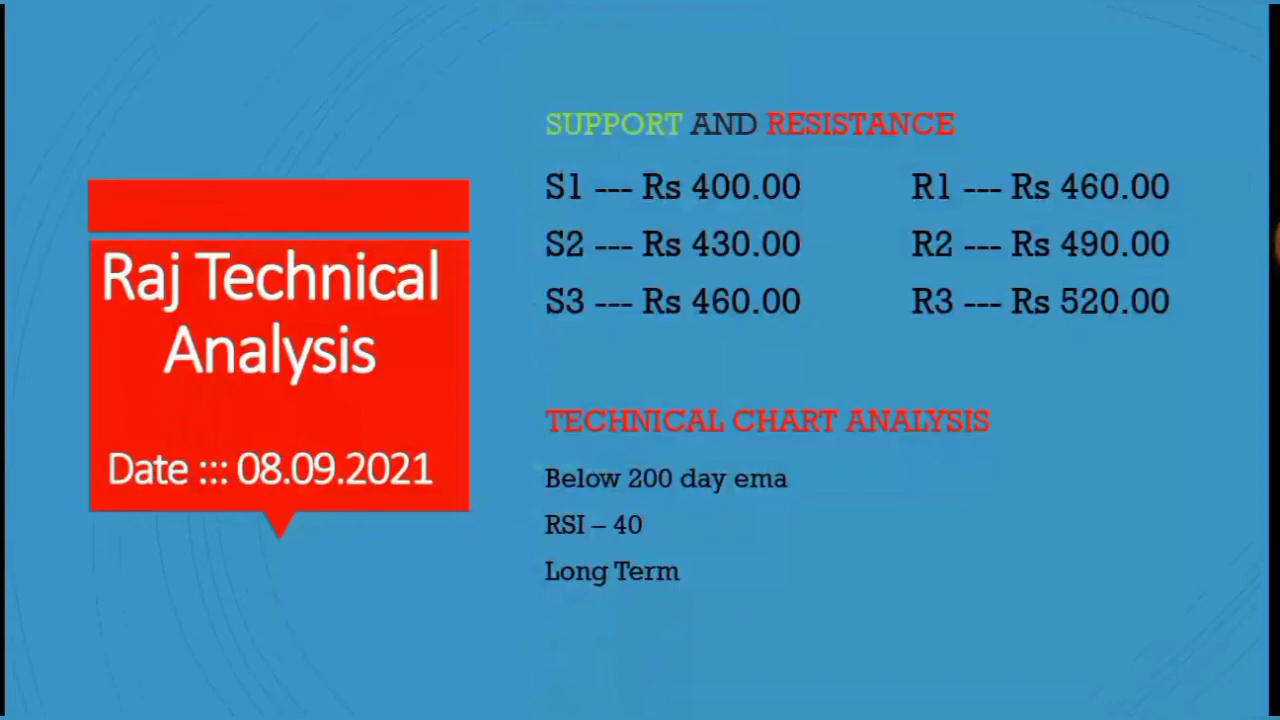 Raj Technical
Analysis
Date ::: 08.09.2021
SUPPORT AND RESISTANCE
S1 --- Rs 400.00 R1 --- Rs 460.00
S2 --- Rs 430.00 R2 --- Rs 490.00
S3 --- Rs 460.00 R3 --- Rs 520.00
TECHNICAL CHART ANALYSIS
Below 200 day ema
RSI – 40
Long Term